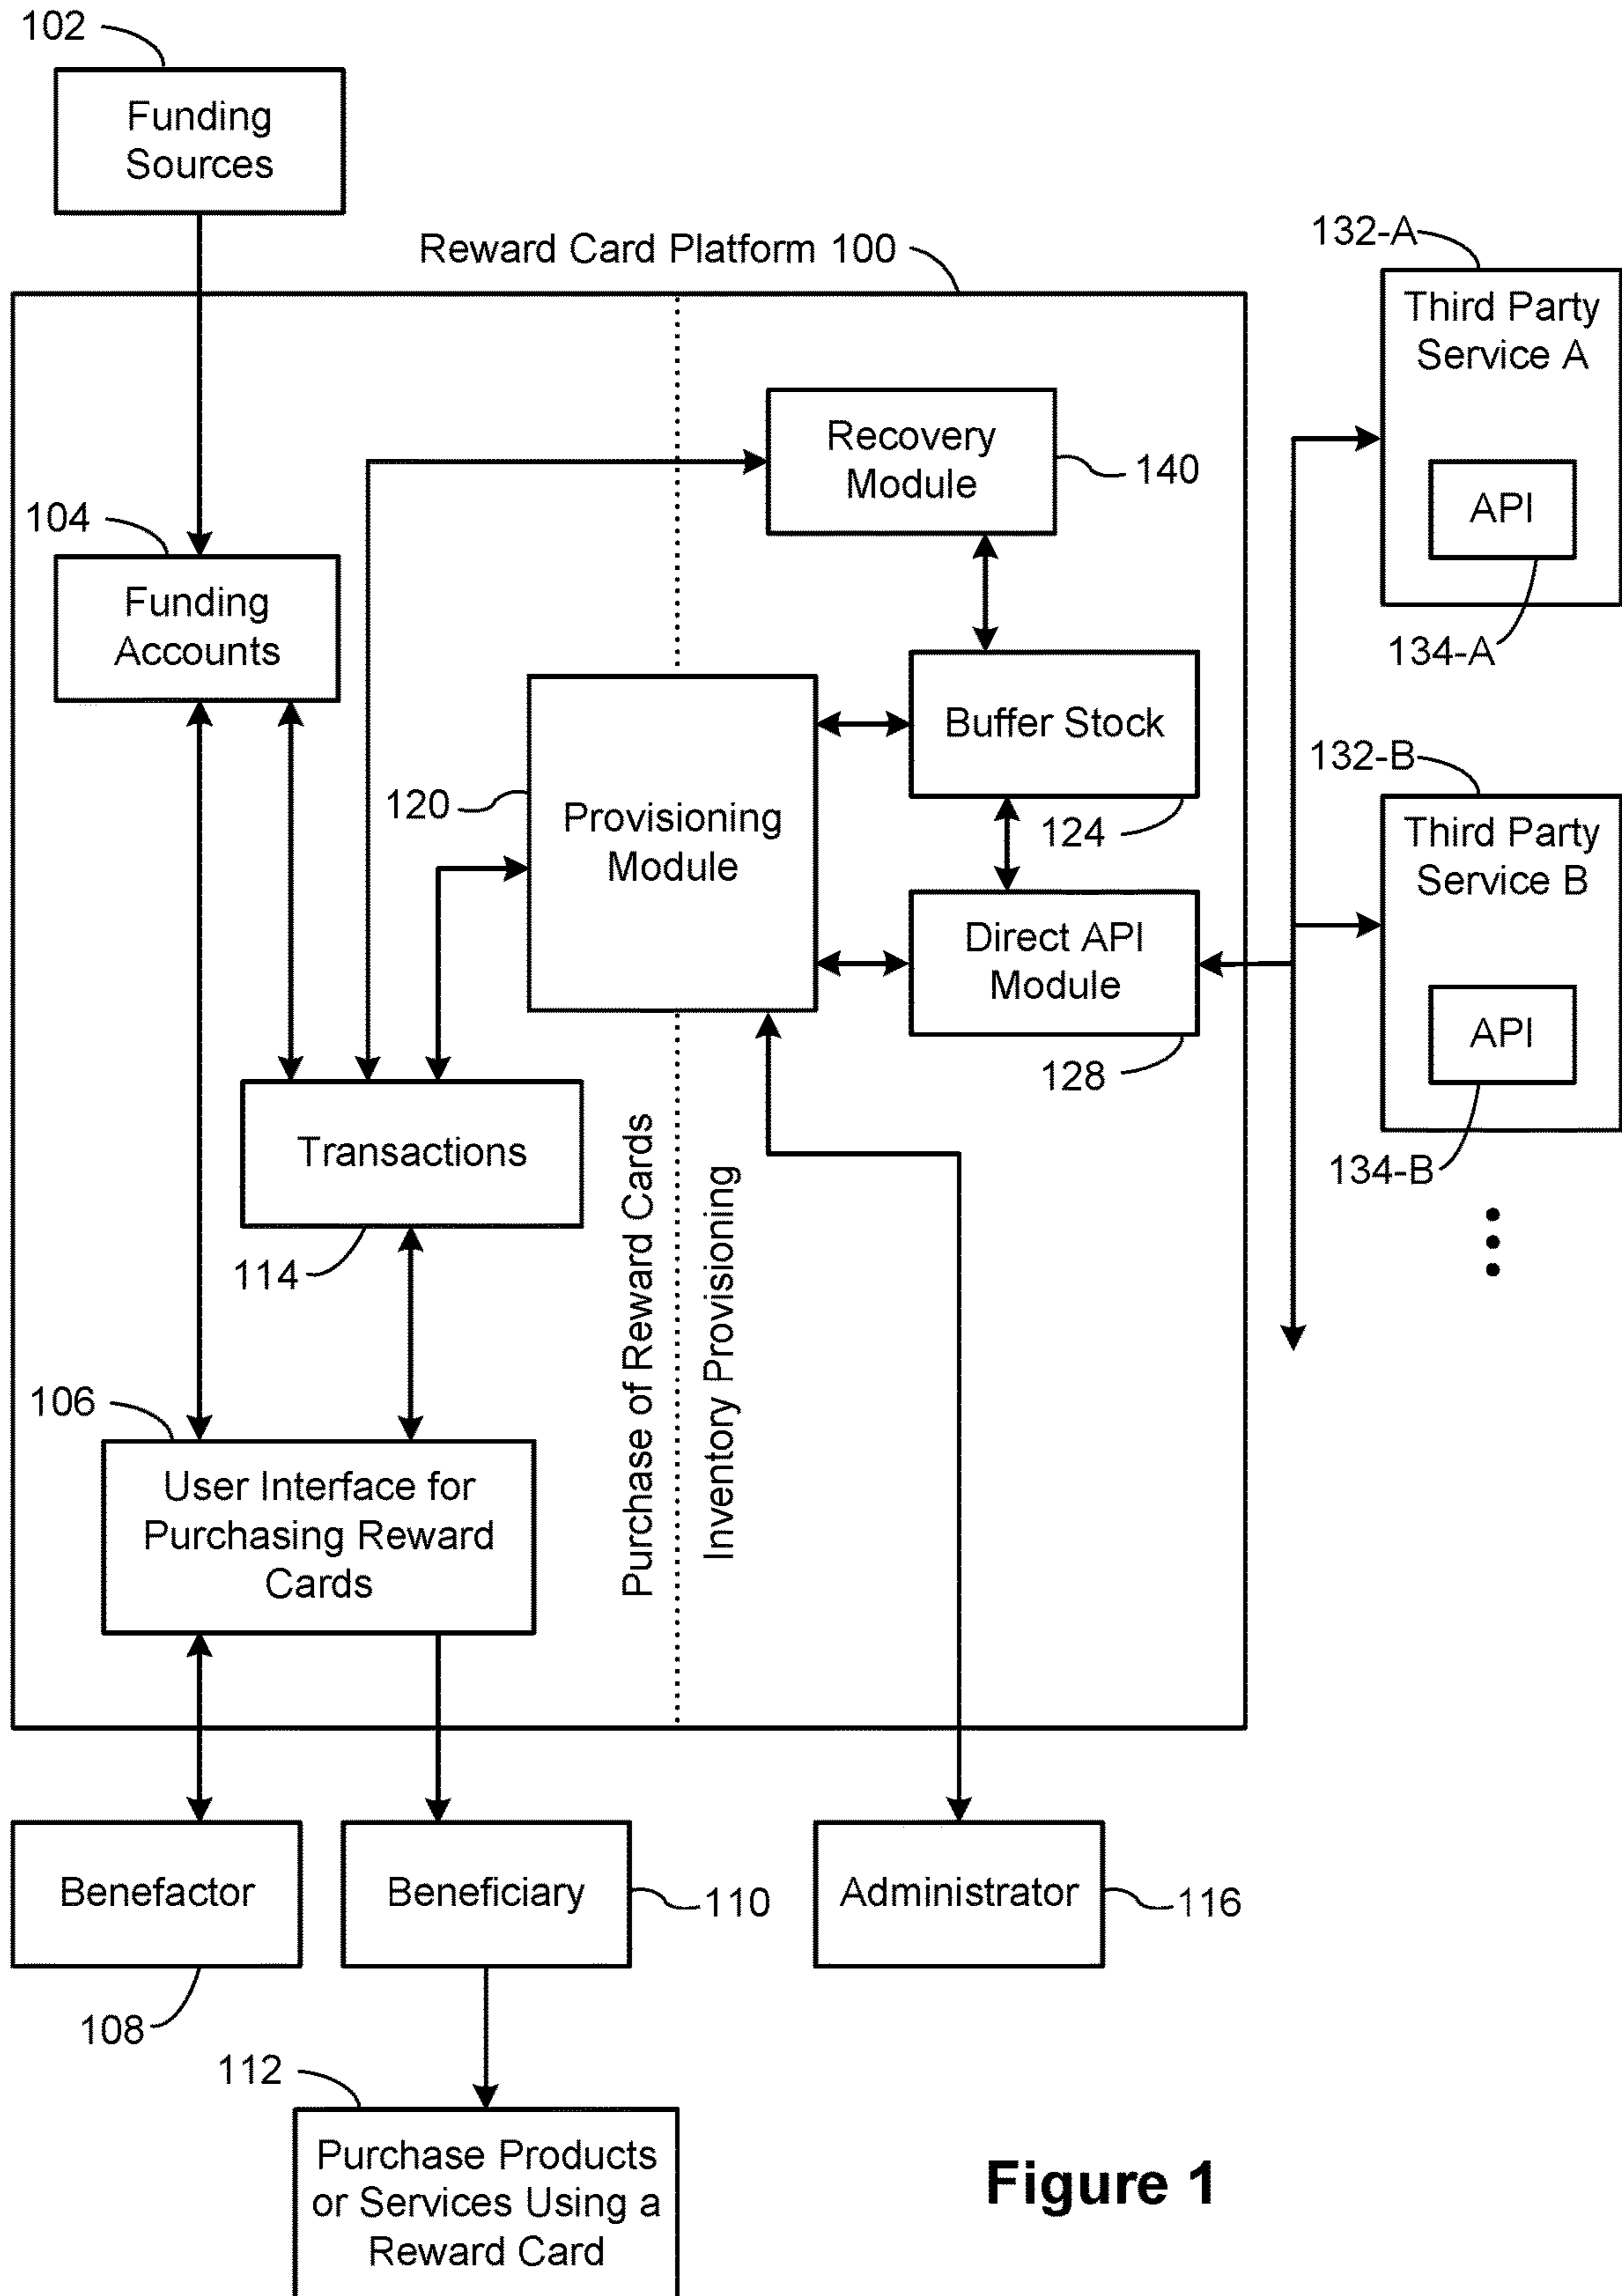 102
Funding
Sources
Reward Card Platform 100
132-A
Third Party
Service A
API
134-A
Recovery
Module
140
104
Funding
Accounts
Buffer Stock
124
120
Provisioning
Module
132-B
Third Party
Service B
API
134-B
Direct API
Module
128
Transactions
114
Purchase of Reward Cards
Inventory Provisioning
106
User Interface for
Purchasing Reward
Cards
Benefactor
108
Beneficiary
110
Administrator
116
112
Purchase Products
or Services Using a
Reward Card
Figure 1